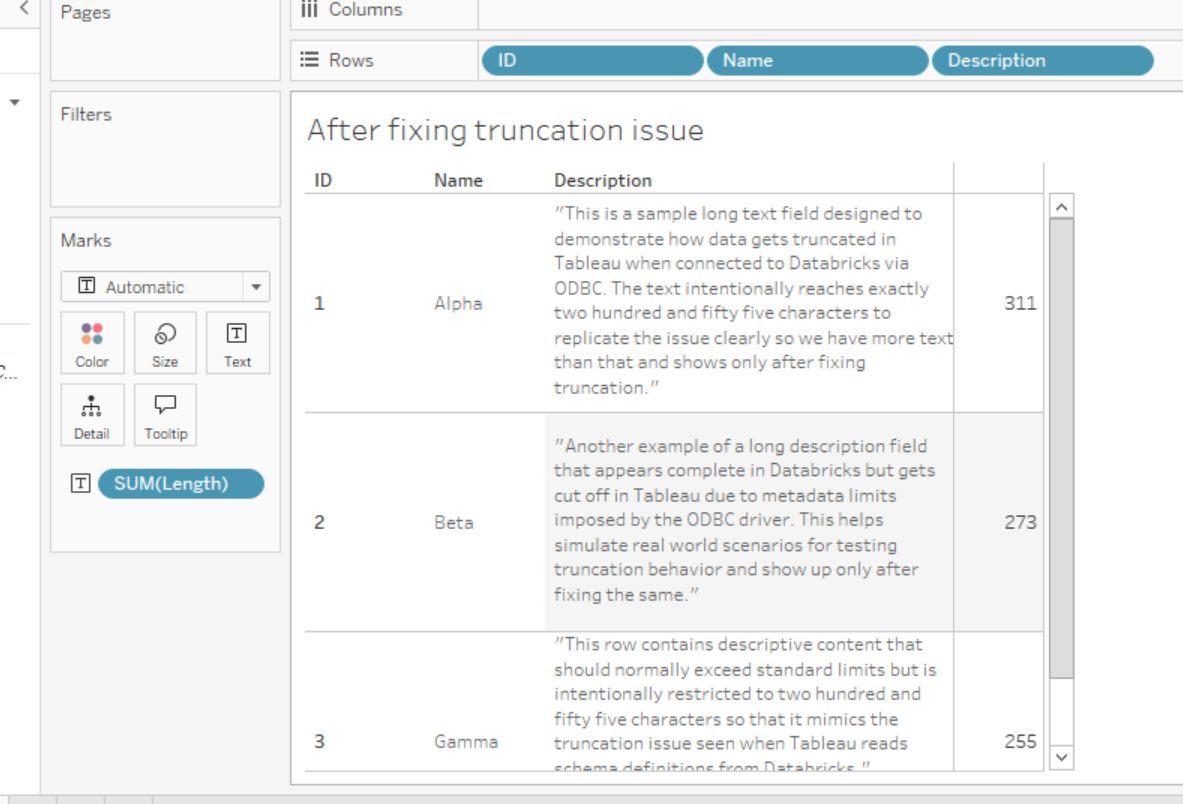 Pages
Columns
Rows
ID
Name
Description
Filters
After fixing truncation issue
ID Name Description
Marks
Automatic
Color
Size
Text
Detail
Tooltip
SUM(Length)
1
Alpha
"This is a sample long text field designed to
demonstrate how data gets truncated in
Tableau when connected to Databricks via
ODBC. The text intentionally reaches exactly
two hundred and fifty five characters to
replicate the issue clearly so we have more text
than that and shows only after fixing
truncation."
311
2
Beta
"Another example of a long description field
that appears complete in Databricks but gets
cut off in Tableau due to metadata limits
imposed by the ODBC driver. This helps
simulate real world scenarios for testing
truncation behavior and show up only after
fixing the same."
273
3
Gamma
"This row contains descriptive content that
should normally exceed standard limits but is
intentionally restricted to two hundred and
fifty five characters so that it mimics the
truncation issue seen when Tableau reads
schema definitions from Databricks."
255